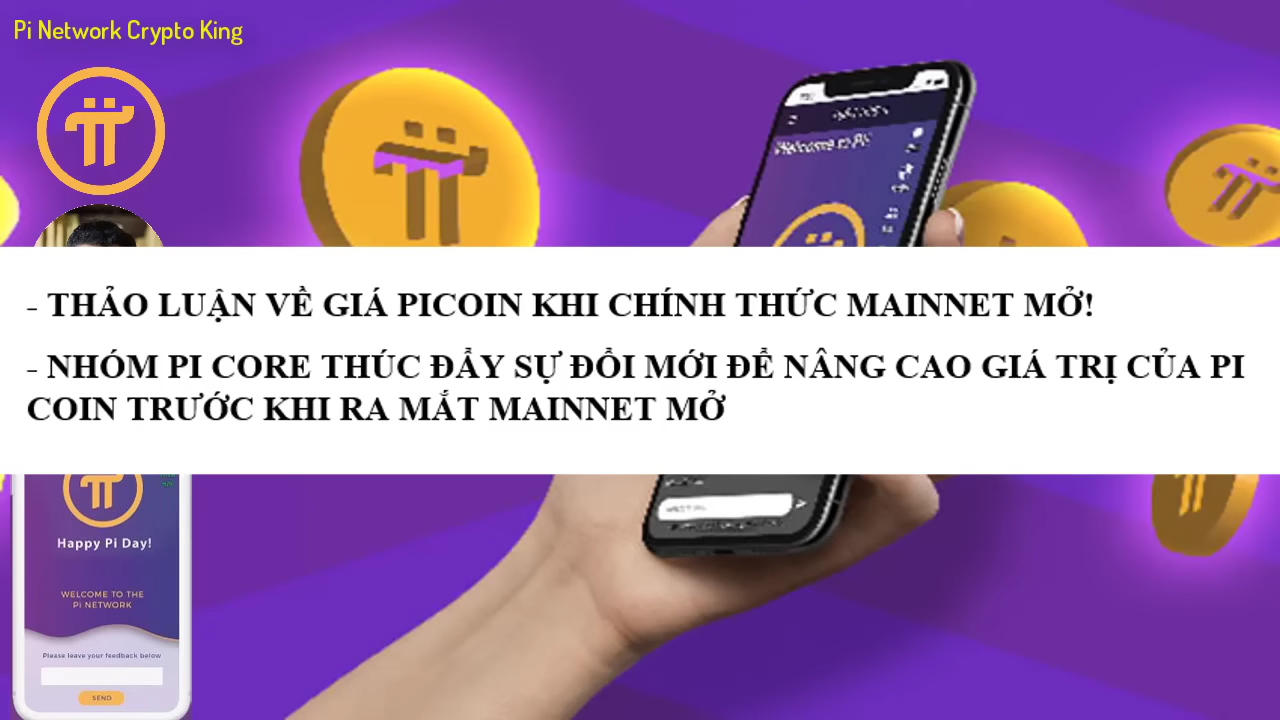 Pi Network Crypto King
Welcome to Pi!
- THẢO LUẬN VỀ GIÁ PICOIN KHI CHÍNH THỨC MAINNET MỞ!
- NHÓM PI CORE THÚC ĐẨY SỰ ĐỔI MỚI ĐỂ NÂNG CAO GIÁ TRỊ CỦA PI
COIN TRƯỚC KHI RA MẮT MAINNET MỞ
Happy Pi Day!
WELCOME TO THE
Pi NETWORK
Please leave your feedback below
SEND